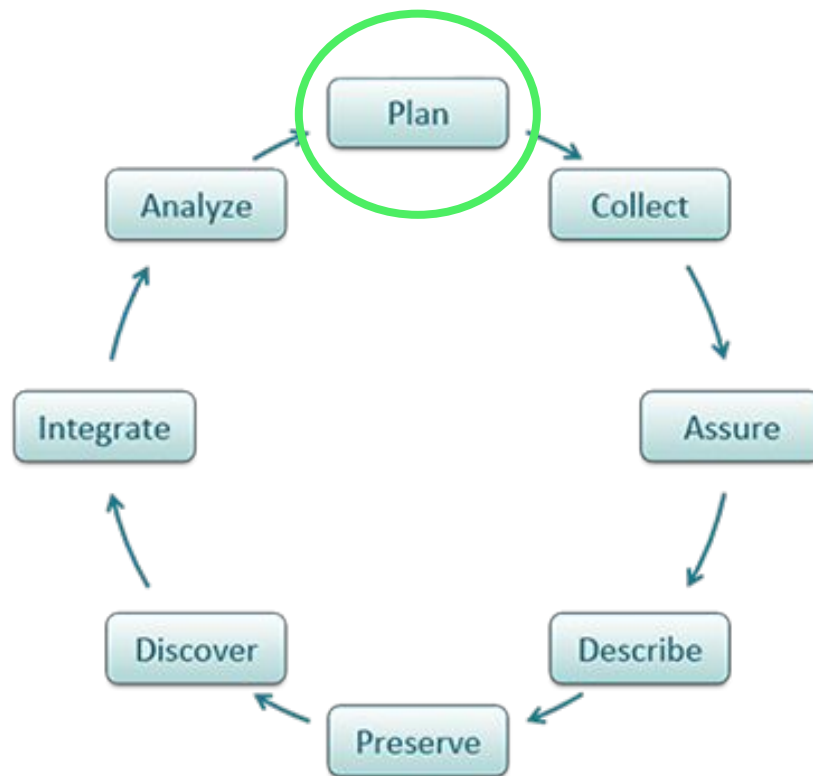 Plan
Collect
Assure
Describe
Preserve
Discover
Integrate
Analyze